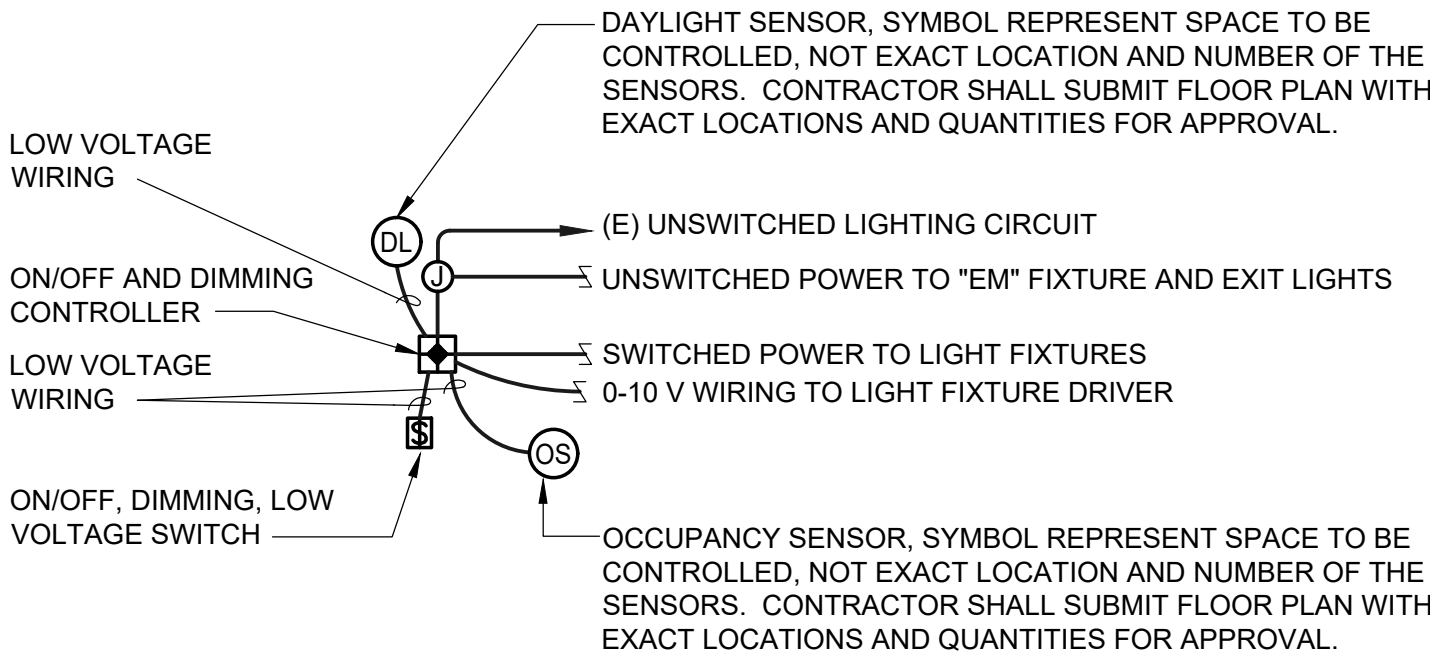 DAYLIGHT SENSOR, SYMBOL REPRESENT SPACE TO BE
CONTROLLED, NOT EXACT LOCATION AND NUMBER OF THE
SENSORS. CONTRACTOR SHALL SUBMIT FLOOR PLAN WITH
EXACT LOCATIONS AND QUANTITIES FOR APPROVAL.
LOW VOLTAGE
WIRING
DL
(E) UNSWITCHED LIGHTING CIRCUIT
J
UNSWITCHED POWER TO "EM" FIXTURE AND EXIT LIGHTS
ON/OFF AND DIMMING
CONTROLLER
SWITCHED POWER TO LIGHT FIXTURES
LOW VOLTAGE
WIRING
0-10 V WIRING TO LIGHT FIXTURE DRIVER
$
OS
ON/OFF, DIMMING, LOW
VOLTAGE SWITCH
OCCUPANCY SENSOR, SYMBOL REPRESENT SPACE TO BE
CONTROLLED, NOT EXACT LOCATION AND NUMBER OF THE
SENSORS. CONTRACTOR SHALL SUBMIT FLOOR PLAN WITH
EXACT LOCATIONS AND QUANTITIES FOR APPROVAL.